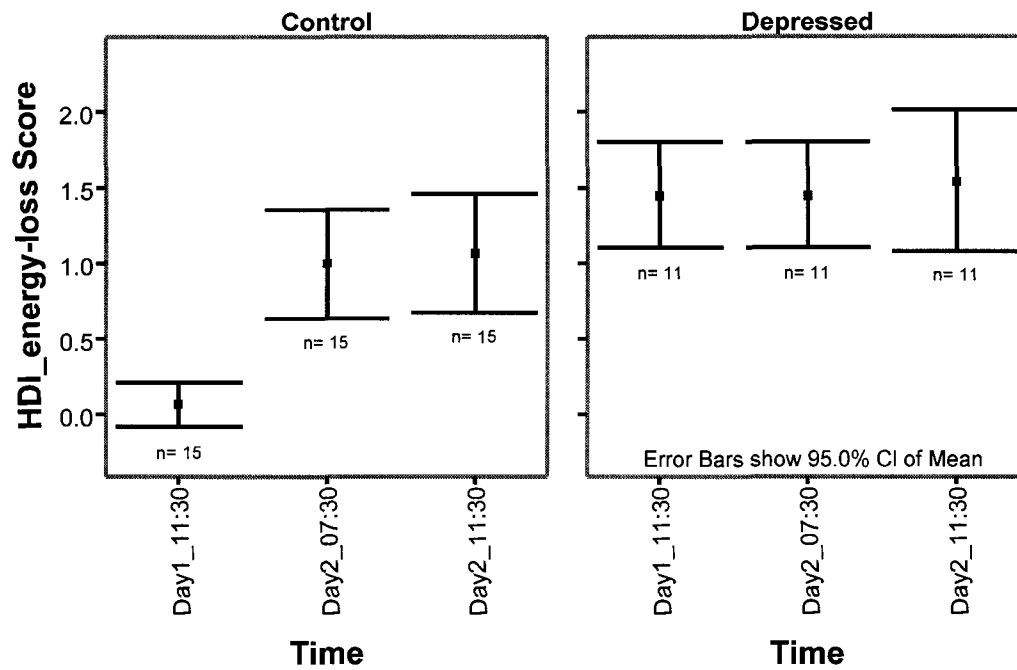 Control
Depressed
HDI_energy-loss Score
2.0
1.5
1.0
0.5
0.0
n= 15
n= 15
n= 15
n= 11
n= 11
n= 11
Error Bars show 95.0% CI of Mean
Day1_11:30
Day2_07:30
Day2_11:30
Day1_11:30
Day2_07:30
Day2_11:30
Time
Time